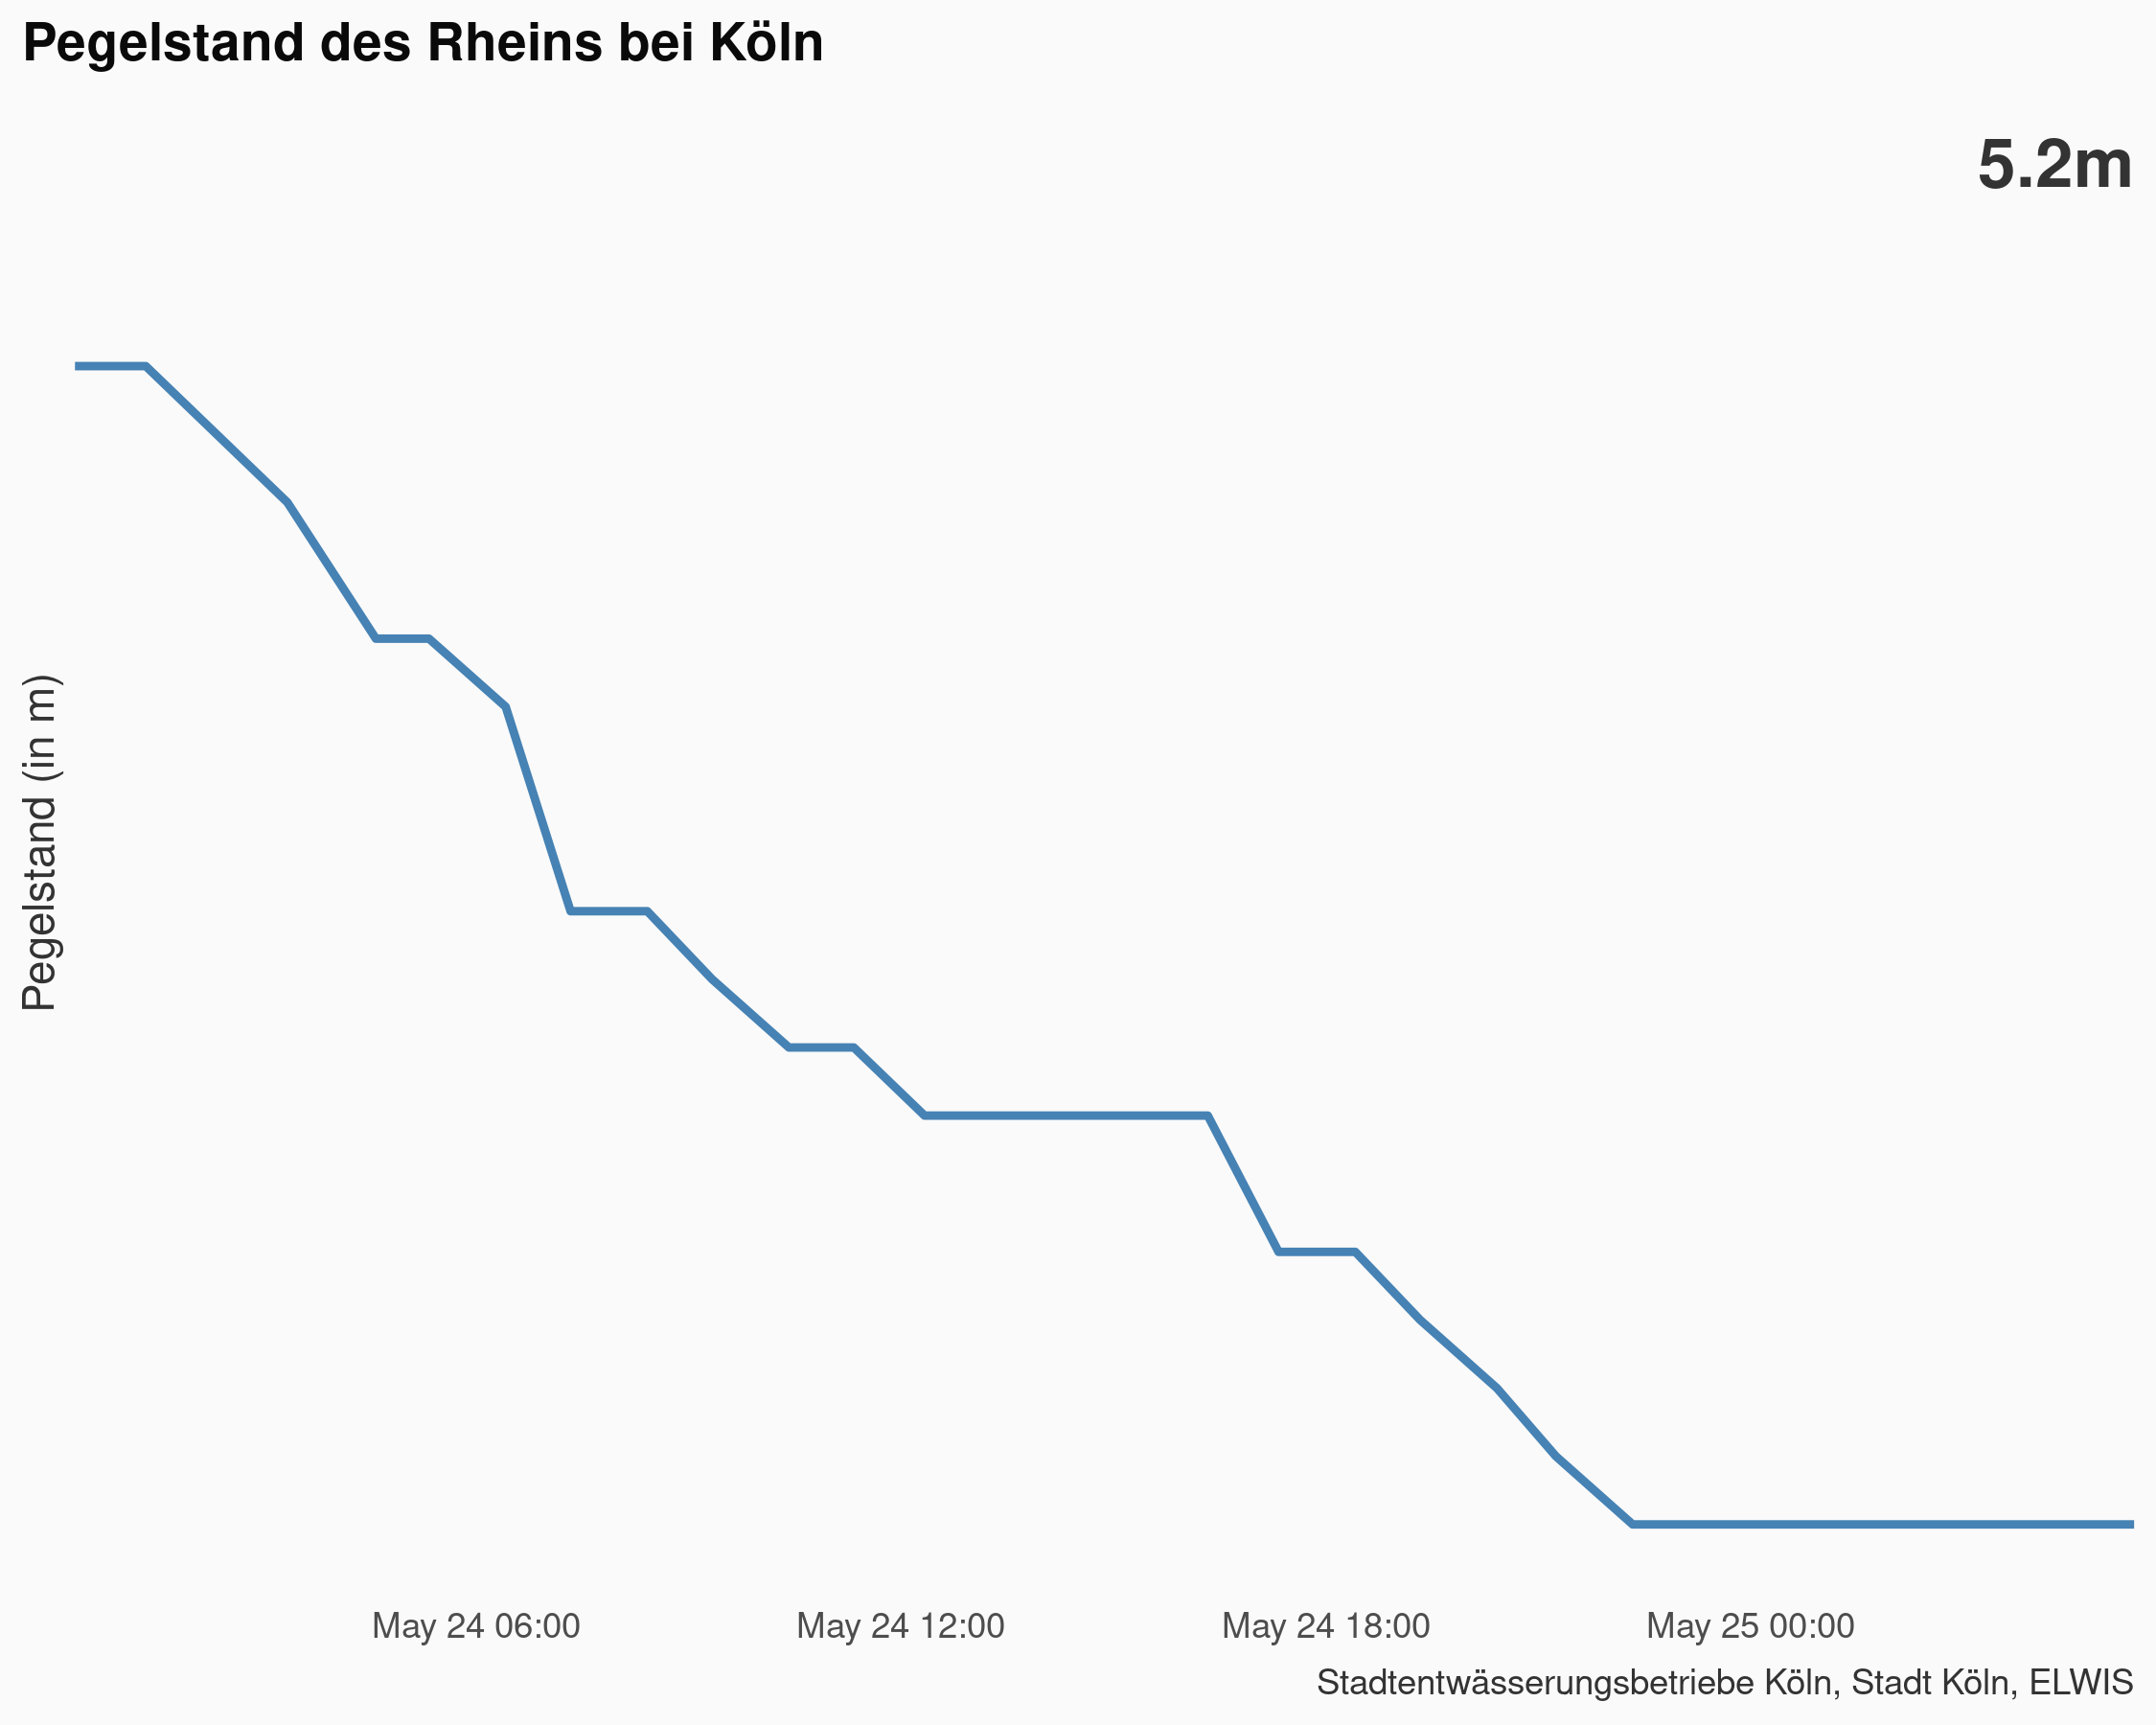 Pegelstand des Rheins bei Köln
5.2m
Pegelstand (in m)
May 24 06:00
May 24 12:00
May 24 18:00
May 25 00:00
Stadtentwässerungsbetriebe Köln, Stadt Köln, ELWIS